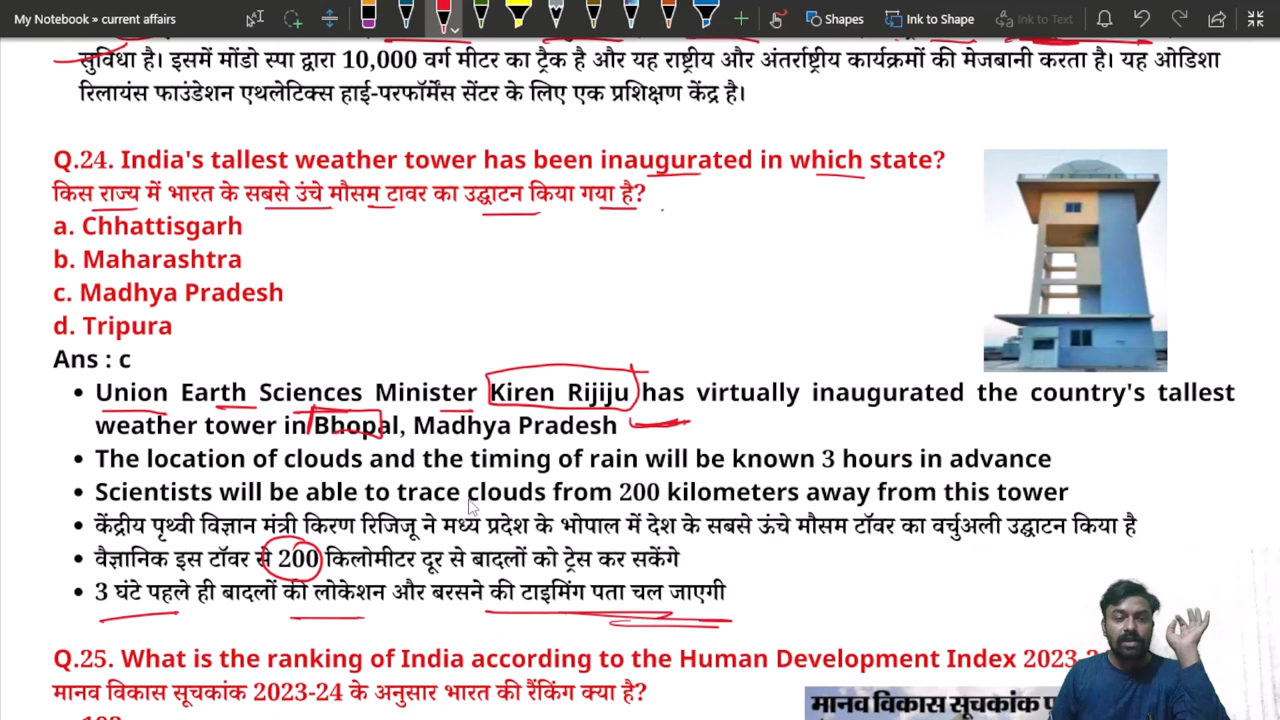 My Notebook » current affairs
Shapes
Ink to Shape
Ink to Text
सुविधा है। इसमें मोंडो स्पा द्वारा 10,000 वर्ग मीटर का ट्रैक है और यह राष्ट्रीय और अंतर्राष्ट्रीय कार्यक्रमों की मेजबानी करता है। यह ओडिशा
रिलायंस फाउंडेशन एथलेटिक्स हाई-परफॉर्मेंस सेंटर के लिए एक प्रशिक्षण केंद्र है।
Q.24. India's tallest weather tower has been inaugurated in which state?
किस राज्य में भारत के सबसे उंचे मौसम टावर का उद्घाटन किया गया है?
a. Chhattisgarh
b. Maharashtra
c. Madhya Pradesh
d. Tripura
Ans : c
• Union Earth Sciences Minister Kiren Rijiju has virtually inaugurated the country's tallest
weather tower in Bhopal, Madhya Pradesh
• The location of clouds and the timing of rain will be known 3 hours in advance
• Scientists will be able to trace clouds from 200 kilometers away from this tower
• केंद्रीय पृथ्वी विज्ञान मंत्री किरण रिजिजू ने मध्य प्रदेश के भोपाल में देश के सबसे ऊंचे मौसम टॉवर का वर्चुअली उद्घाटन किया है
• वैज्ञानिक इस टॉवर से 200 किलोमीटर दूर से बादलों को ट्रेस कर सकेंगे
• 3 घंटे पहले ही बादलों की लोकेशन और बरसने की टाइमिंग पता चल जाएगी
Q.25. What is the ranking of India according to the Human Development Index
मानव विकास सूचकांक 2023-24 के अनुसार भारत की रैंकिंग क्या है?
मानव विकास सूचकांक